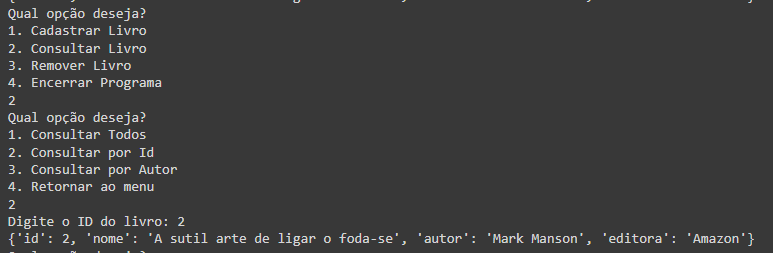 Qual opção deseja?
1. Cadastrar Livro
2. Consultar Livro
3. Remover Livro
4. Encerrar Programa
2
Qual opção deseja?
1. Consultar Todos
2. Consultar por Id
3. Consultar por Autor
4. Retornar ao menu
2
Digite o ID do livro: 2
{'id': 2, 'nome': 'A sutil arte de ligar o foda-se', 'autor': 'Mark Manson', 'editora': 'Amazon'}